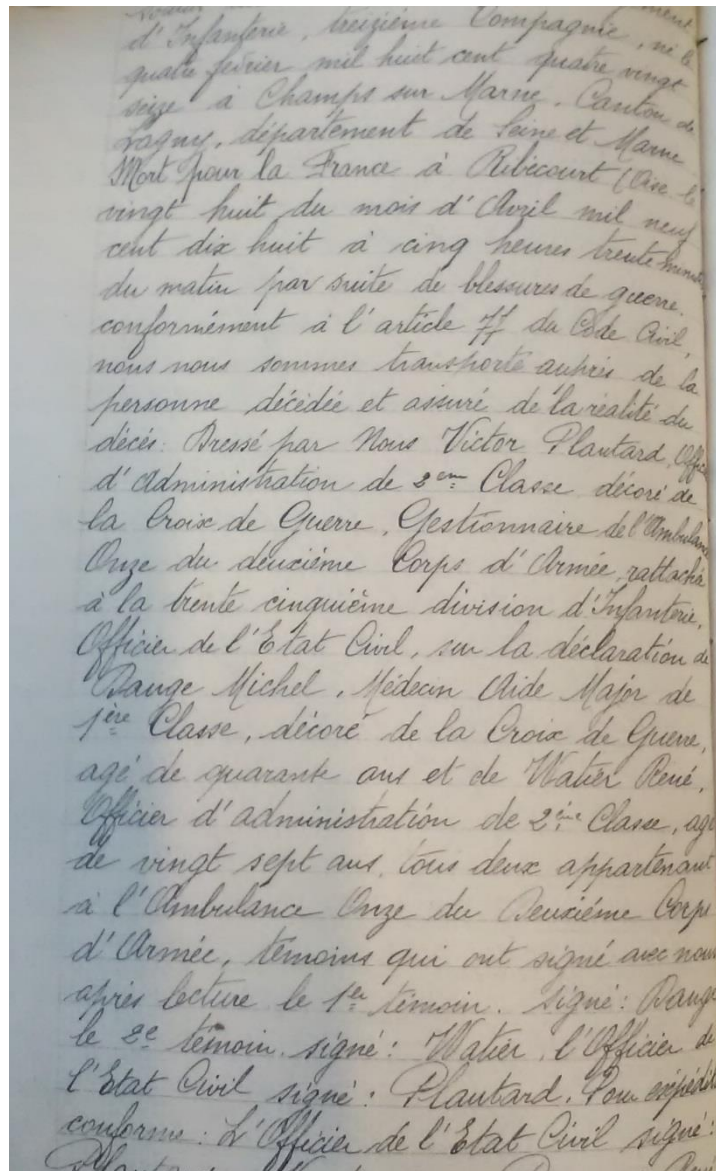 d'Infanterie, treizième Compagnie, né le
quatre février mil huit cent quatre vingt
seize à Champs sur Marne, Canton de
Lagny, département de Seine et Marne
Mort pour la France à Ribécourt (Oise le
vingt huit du mois d'Avril mil neuf
cent dix huit à cinq heures trente minutes
du matin par suite de blessures de guerre.
conformément à l'article 77 du Code Civil,
nous nous sommes transporté auprès de la
personne décédée et assuré de la réalité du
décès: Dressé par Nous Victor Plautard, Officier
d'Administration de 2ème Classe, décoré de
la Croix de Guerre, Gestionnaire de l'Ambulance
Onze du deuxième Corps d'Armée, rattaché
à la trente cinquième division d'Infanterie,
Officier de l'Etat Civil, sur la déclaration de
Dauge Michel, Médecin Aide Major de
1ère Classe, décoré de la Croix de Guerre,
agé de quarante ans et de Watier René,
Officier d'administration de 2ème Classe, agé
de vingt sept ans, tous deux appartenant
à l'Ambulance Onze du Deuxième Corps
d'Armée, témoins qui ont signé avec nous
après lecture le 1er témoin. signé: Dauge
le 2e témoin. signé: Watier, l'Officier de
l'Etat Civil signé: Plautard. Pour expédition
conforme: L'Officier de l'Etat Civil signé: